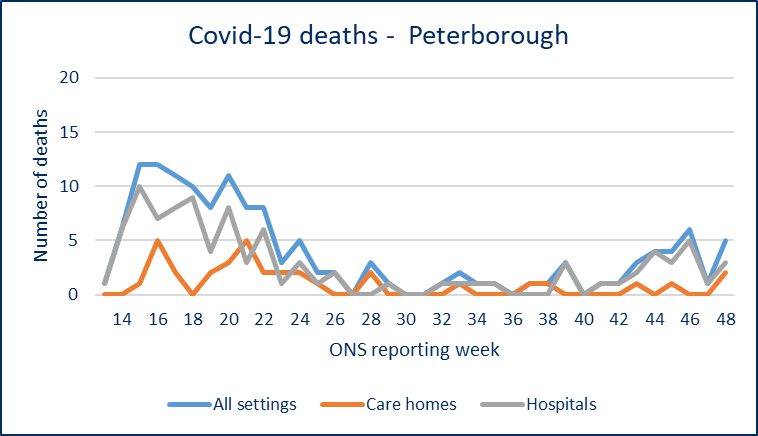 Covid-19 deaths - Peterborough
20
15
10
5
0
Number of deaths
14 16 18 20 22 24 26 28 30 32 34 36 38 40 42 44 46 48
ONS reporting week
All settings Care homes Hospitals